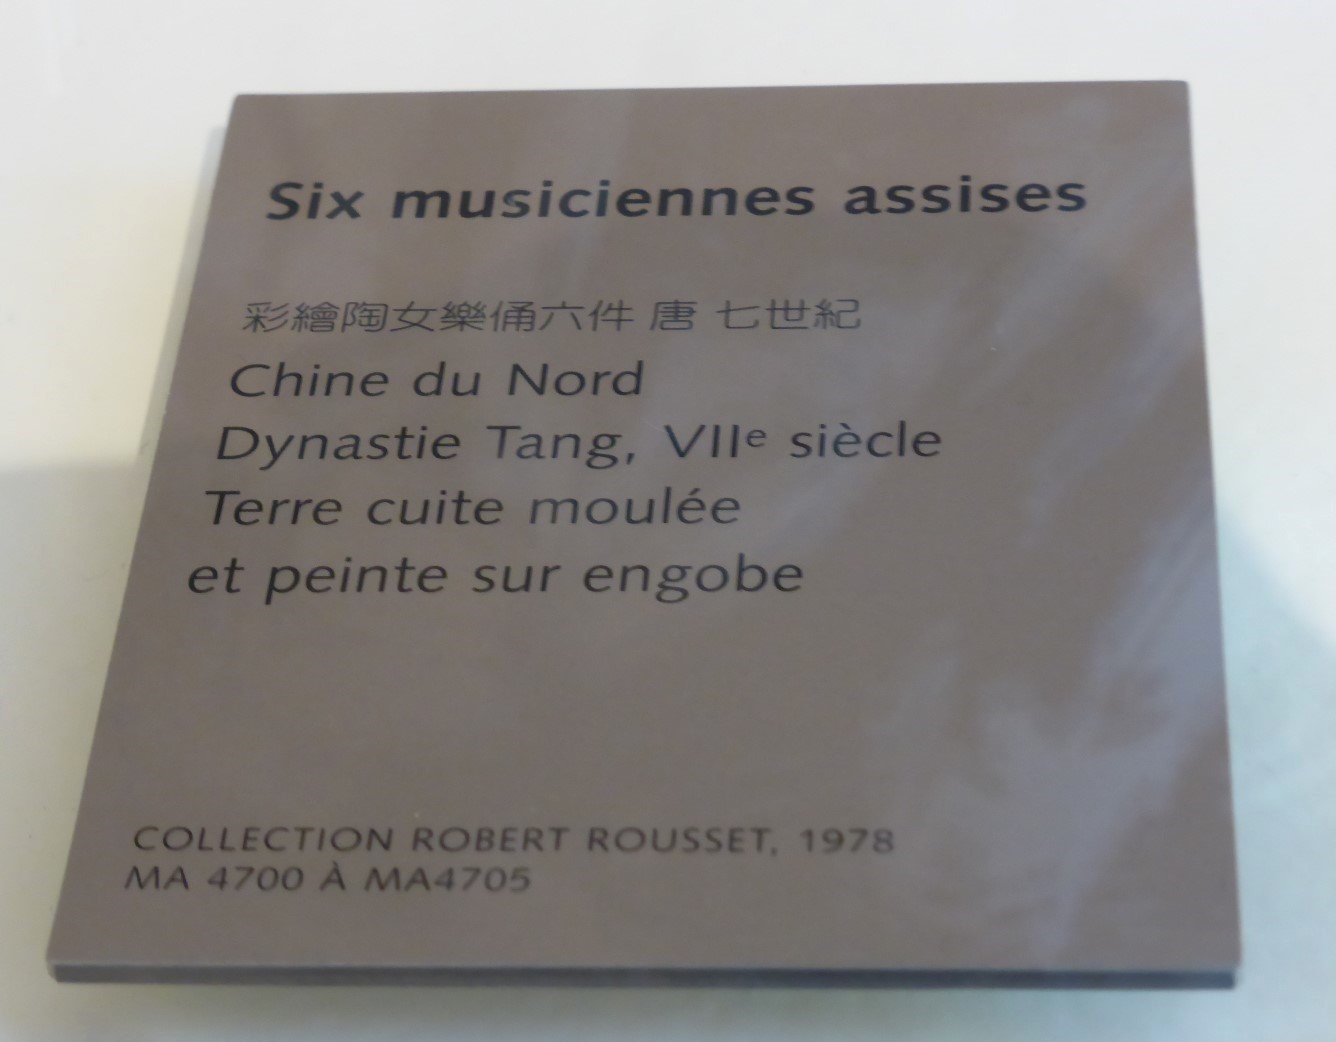 Six musiciennes assises
彩繪陶女樂俑六件 唐 七世紀
Chine du Nord
Dynastie Tang, VIIe siècle
Terre cuite moulée
et peinte sur engobe
COLLECTION ROBERT ROUSSET, 1978
MA 4700 À MA4705